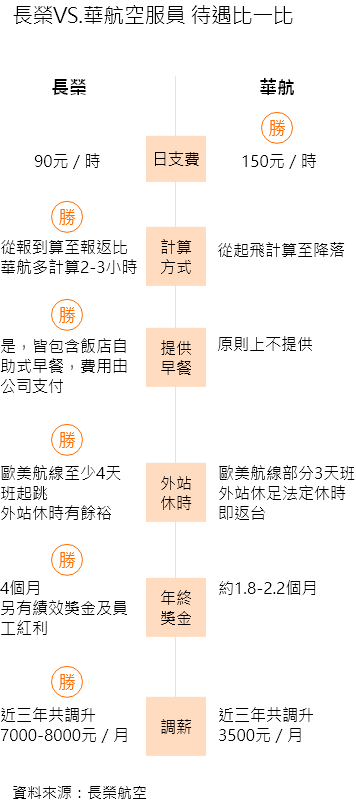 長榮VS.華航空服員 待遇比一比
長榮
華航
勝
90元 / 時
日支費
150元 / 時
勝
從報到算至報返比
華航多計算2-3小時
計算
方式
從起飛計算至降落
勝
是，皆包含飯店自
助式早餐，費用由
公司支付
提供
早餐
原則上不提供
勝
歐美航線至少4天
班起跳
外站休時有餘裕
外站
休時
歐美航線部分3天班
外站休足法定休時
即返台
勝
4個月
另有績效獎金及員
工紅利
年終
獎金
約1.8-2.2個月
勝
近三年共調升
7000-8000元 / 月
調薪
近三年共調升
3500元 / 月
資料來源：長榮航空